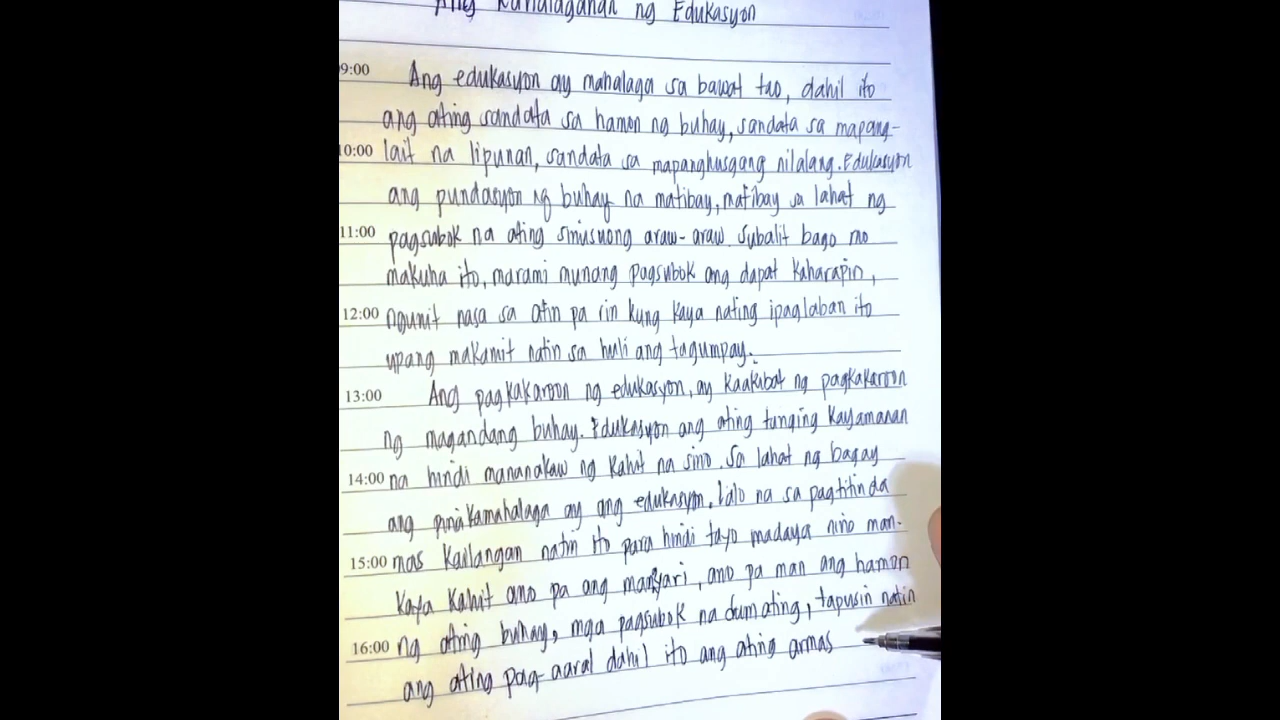 Ang Kahalagahan ng Edukasyon
09:00 Ang edukasyon ay mahalaga sa bawat tao, dahil ito
ang ating sandata sa hamon ng buhay, sandata sa mapang-
10:00 lait na lipunan, sandata sa mapanghusgang nilalang. Edukasyon
ang pundasyon ng buhay na matibay, matibay sa lahat ng
11:00 pagsubok na ating sinusuong araw-araw. Subalit bago mo
makuha ito, marami munang pagsubok ang dapat kaharapin,
12:00 ngunit nasa sa atin pa rin kung kaya nating ipaglaban ito
upang makamit natin sa huli ang tagumpay.
13:00 Ang pagkakaroon ng edukasyon, ay kaakibat ng pagkakaroon
ng magandang buhay. Edukasyon ang ating tunging kayamanan
14:00 na hindi mananakaw ng kahit na sino. Sa lahat ng bagay
ang pinakamahalaga ay ang edukasyon, lalo na sa pagtitinda
15:00 mas kailangan natin ito para hindi tayo madaya nino man.
Kaya kahit ano pa ang mangyari, ano pa man ang hamon
16:00 ng ating buhay, mga pagsubok na dumating, tapusin natin
ang ating pag-aaral dahil ito ang ating armas